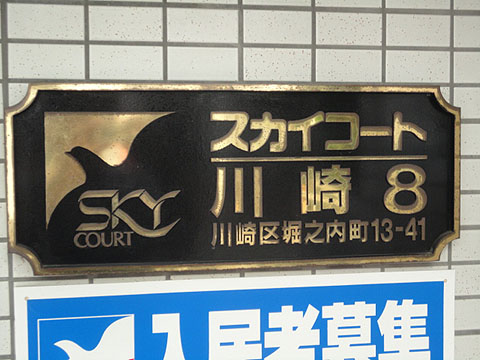 SKY
COURT
スカイコート
川崎8
川崎区堀之内町13-41
入居者募集